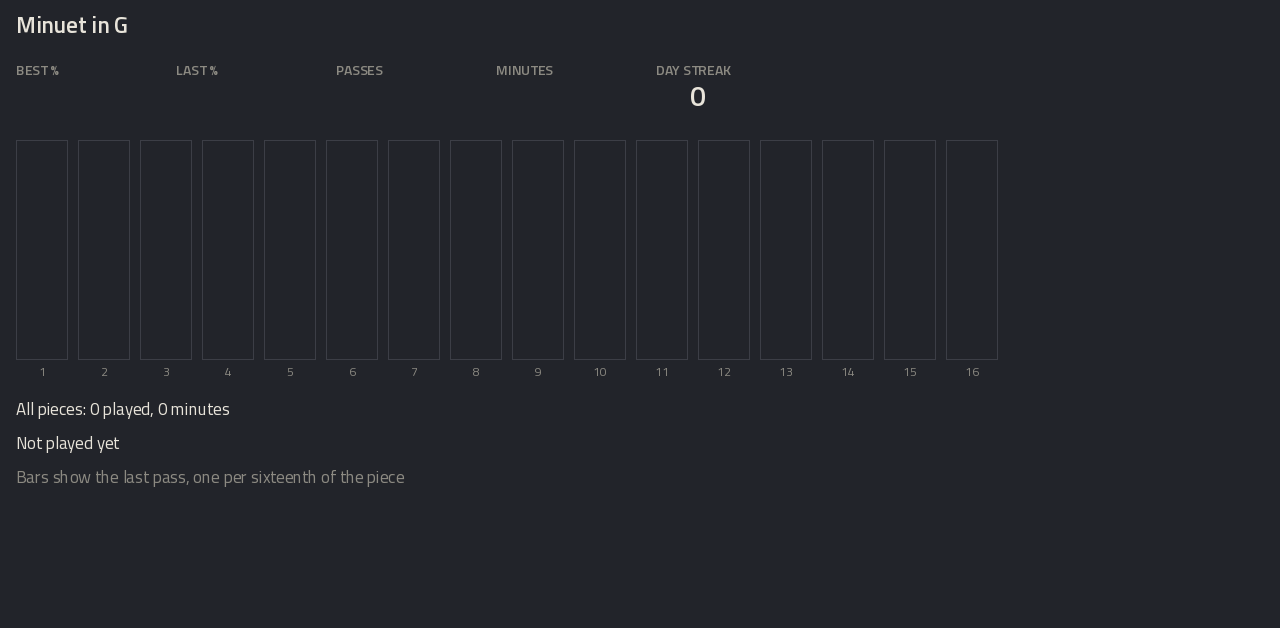 Minuet in G
BEST % LAST % PASSES MINUTES DAY STREAK
0
1 2 3 4 5 6 7 8 9 10 11 12 13 14 15 16
All pieces: 0 played, 0 minutes
Not played yet
Bars show the last pass, one per sixteenth of the piece